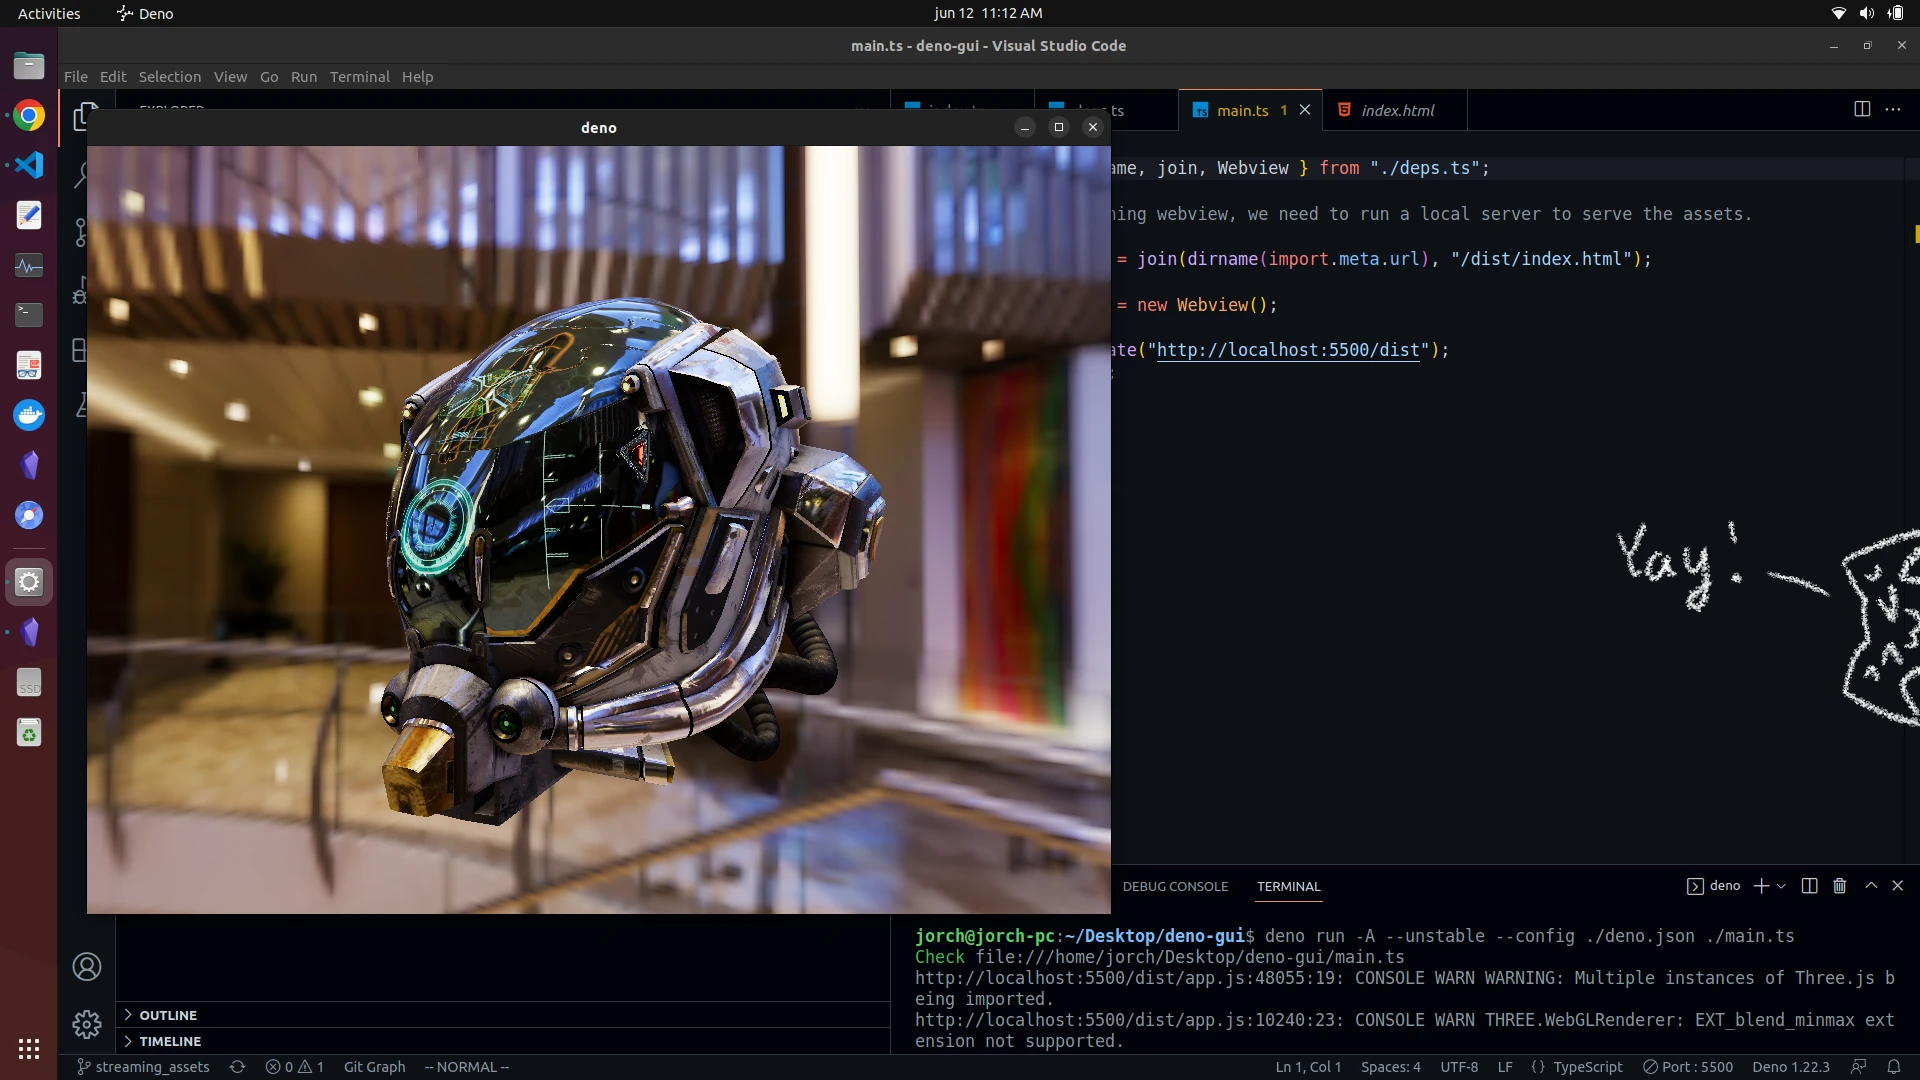 Activities
Deno
jun 12 11:12 AM
main.ts - deno-gui - Visual Studio Code
File Edit Selection View Go Run Terminal Help
main.ts 1
index.html
deno
join, Webview } from "./deps.ts";
webview, we need to run a local server to serve the assets.
= join(dirname(import.meta.url), "/dist/index.html");
= new Webview();
("http://localhost:5500/dist");
Yay!
DEBUG CONSOLE TERMINAL
deno
jorch@jorch-pc:~/Desktop/deno-gui$ deno run -A --unstable --config ./deno.json ./main.ts
Check file:///home/jorch/Desktop/deno-gui/main.ts
http://localhost:5500/dist/app.js:48055:19: CONSOLE WARN WARNING: Multiple instances of Three.js b
eing imported.
http://localhost:5500/dist/app.js:10240:23: CONSOLE WARN THREE.WebGLRenderer: EXT_blend_minmax ext
ension not supported.
SSD
OUTLINE
TIMELINE
streaming_assets 0 1 Git Graph -- NORMAL --
Ln 1, Col 1 Spaces: 4 UTF-8 LF {} TypeScript Port : 5500 Deno 1.22.3